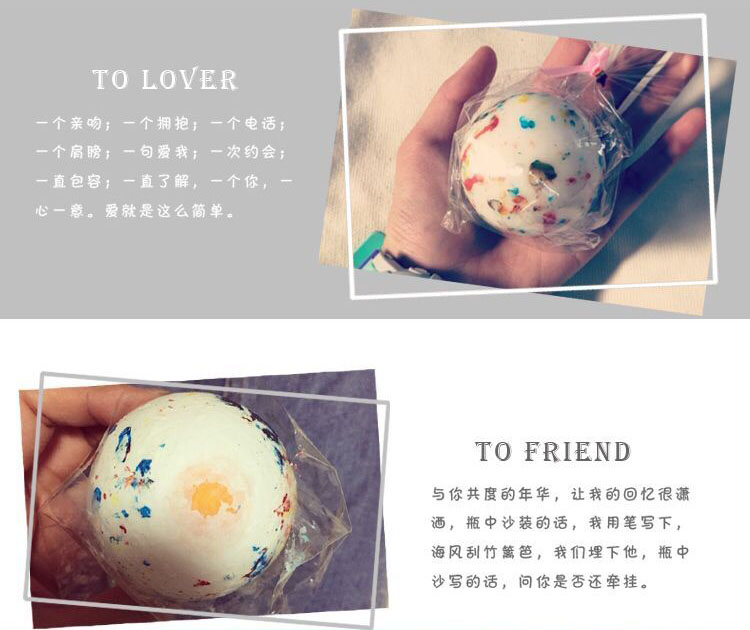 TO LOVER
一个亲吻；一个拥抱；一个电话；
一个肩膀；一句爱我；一次约会；
一直包容；一直了解，一个你，一
心一意。爱就是这么简单。
TO FRIEND
与你共度的年华，让我的回忆很潇
洒，瓶中沙装的话，我用笔写下，
海风刮竹篱笆，我们埋下他，瓶中
沙写的话，问你是否还牵挂。